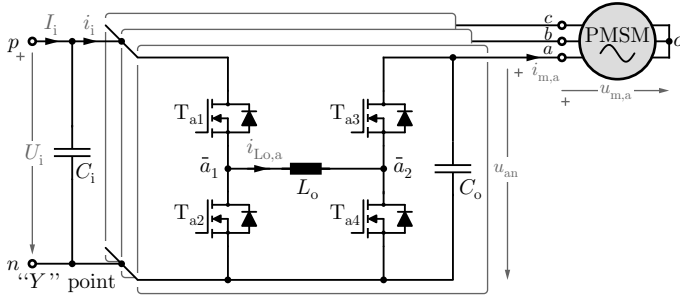 c
b
a
PMSM
o
I_i
i_i
p
+
+
i_m,a
+
u_m,a
T_a1
T_a3
U_i
C_i
ā_1
i_Lo,a
L_o
ā_2
C_o
u_an
T_a2
T_a4
n
“Y” point